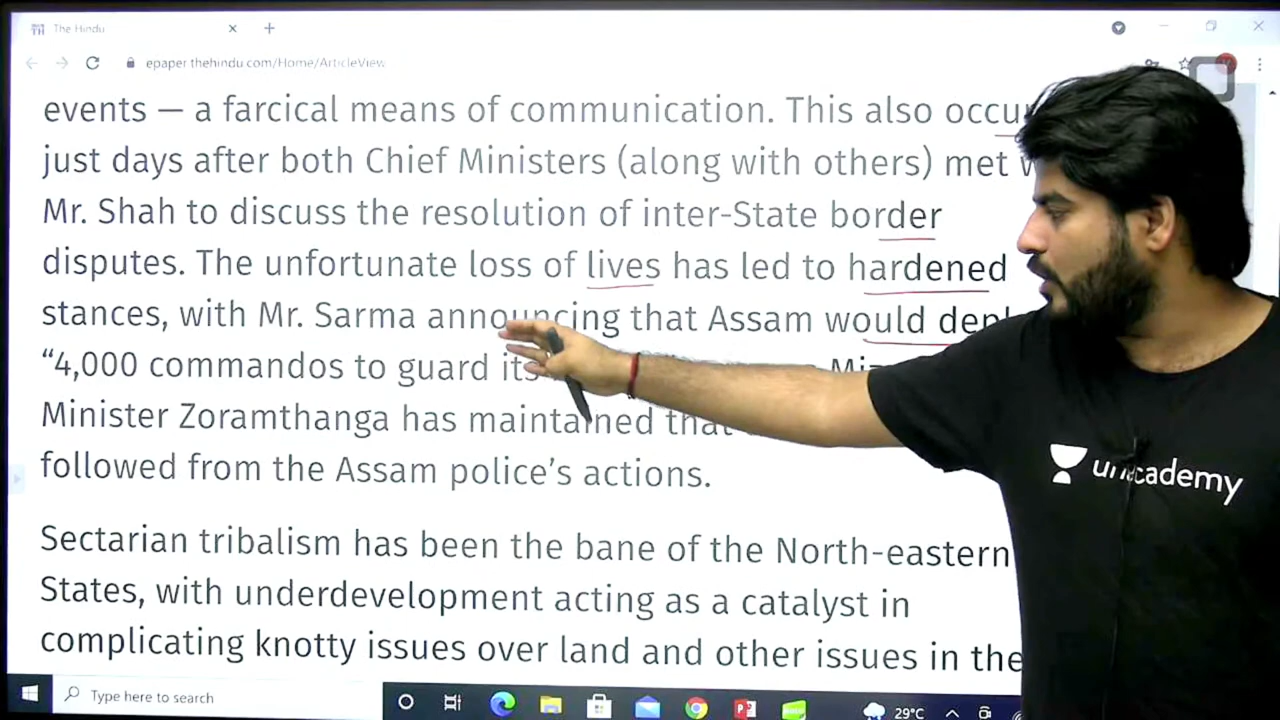 The Hindu
epaper.thehindu.com/Home/ArticleView
events — a farcical means of communication. This also
just days after both Chief Ministers (along with others) met
Mr. Shah to discuss the resolution of inter-State border
disputes. The unfortunate loss of lives has led to hardened
stances, with Mr. Sarma announcing that Assam would
“4,000 commandos to guard its
Minister Zoramthanga has maintained that
followed from the Assam police’s actions.
Sectarian tribalism has been the bane of the North-eastern
States, with underdevelopment acting as a catalyst in
complicating knotty issues over land and other issues in the
unacademy
Type here to search
29°C